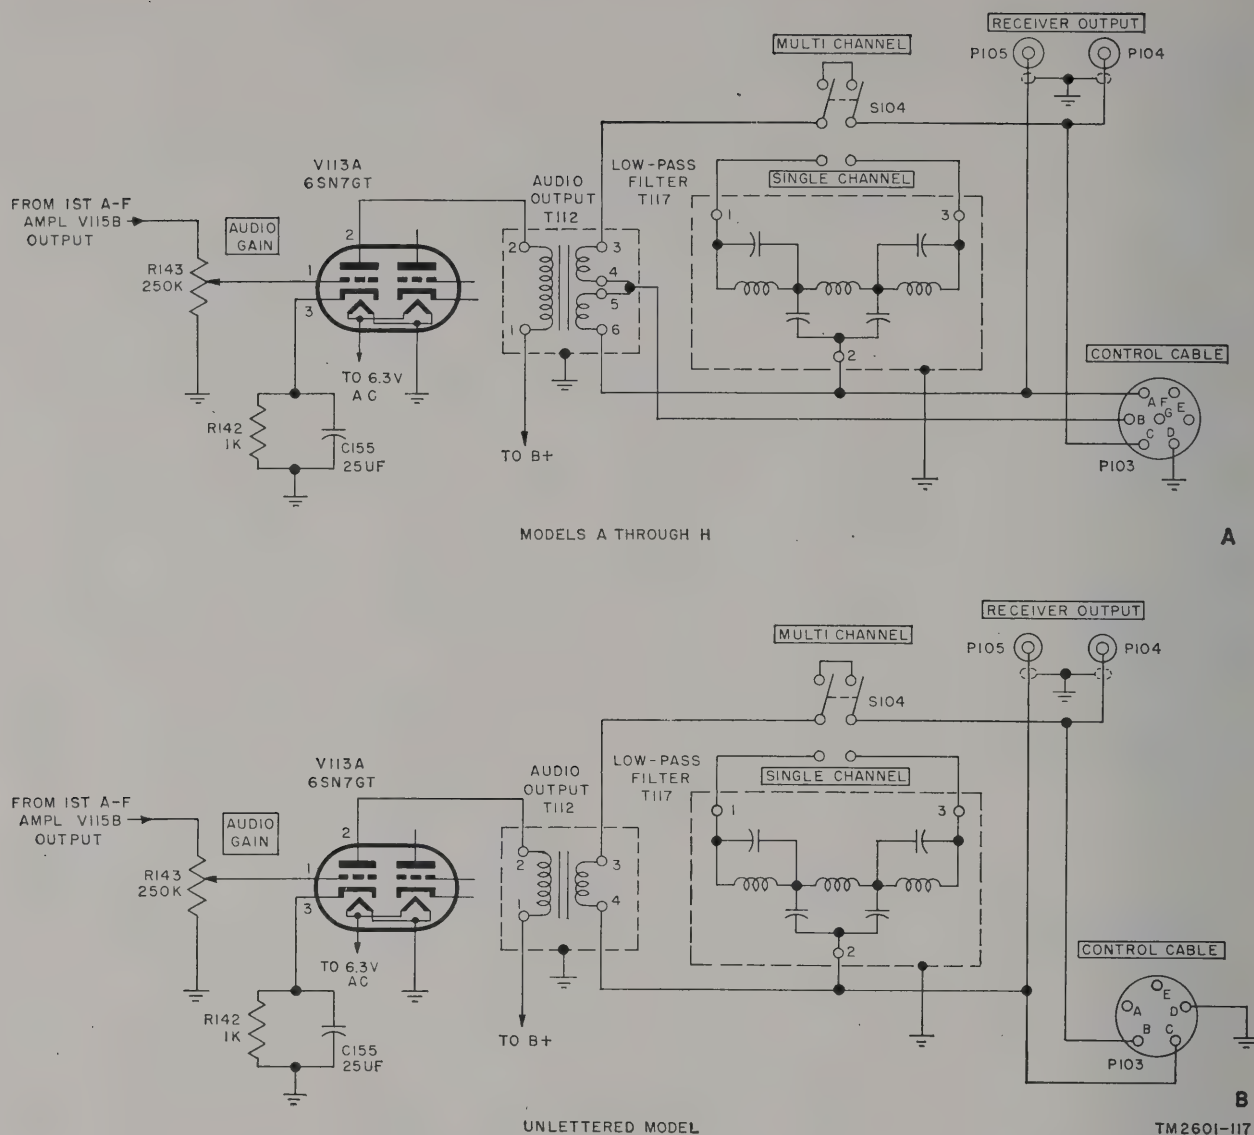 RECEIVER OUTPUT
MULTI CHANNEL
P105
P104
S104
V113A
6SN7GT
LOW-PASS
FILTER
T117
SINGLE CHANNEL
AUDIO
OUTPUT
T112
FROM 1ST A-F
AMPL V115B
OUTPUT
AUDIO
GAIN
2
2
3
1
3
R143
250K
1
3
4
5
1
6
2
TO 6.3V
AC
CONTROL CABLE
A F
B G E
C D
P103
R142
1K
C155
25UF
TO B+
MODELS A THROUGH H
A
RECEIVER OUTPUT
MULTI CHANNEL
P105
P104
S104
V113A
6SN7GT
LOW-PASS
FILTER
T117
SINGLE CHANNEL
AUDIO
OUTPUT
T112
FROM 1ST A-F
AMPL V115B
OUTPUT
AUDIO
GAIN
2
2
3
1
3
R143
250K
1
3
4
1
2
TO 6.3V
AC
CONTROL CABLE
E
A D
B C
P103
R142
1K
C155
25UF
TO B+
B
UNLETTERED MODEL
TM2601-117